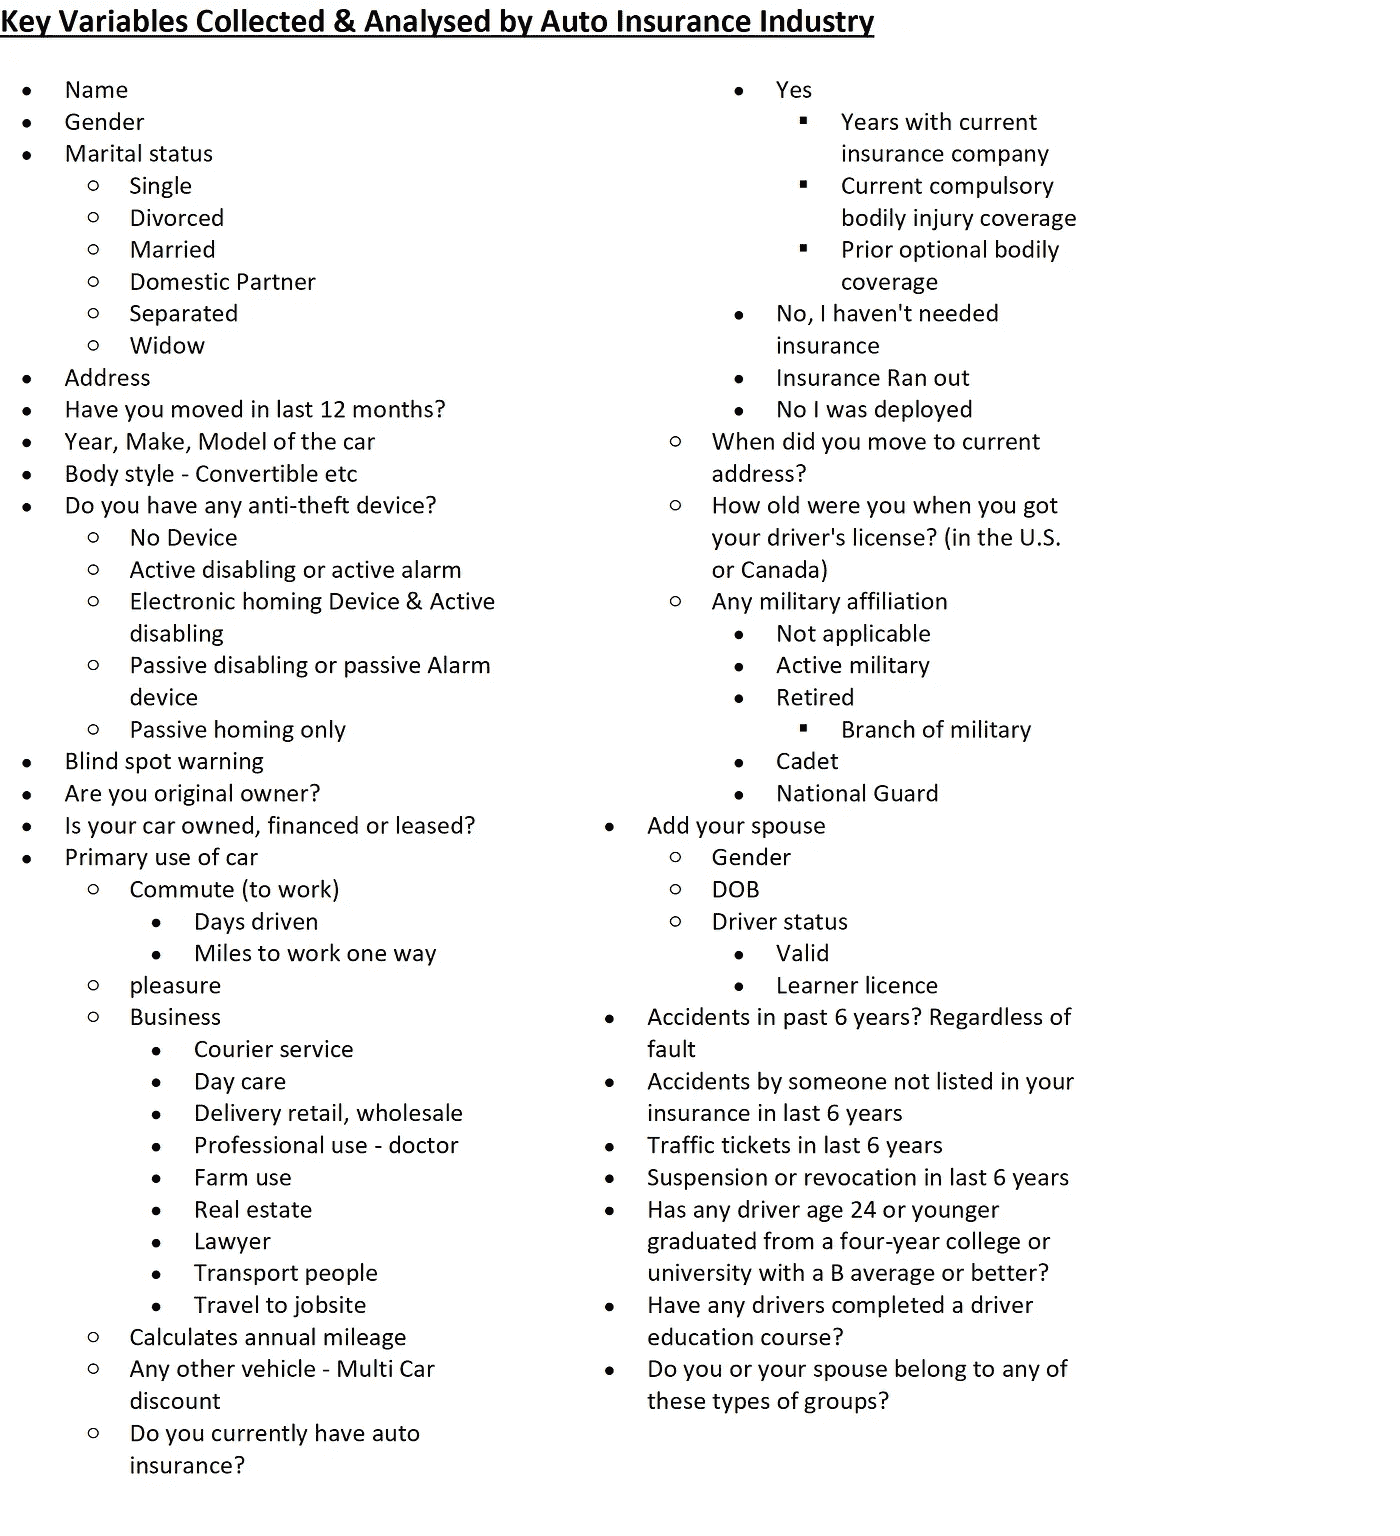 Key Variables Collected & Analysed by Auto Insurance Industry
Name
Gender
Marital status
Single
Divorced
Married
Domestic Partner
Separated
Widow
Address
Have you moved in last 12 months?
Year, Make, Model of the car
Body style - Convertible etc
Do you have any anti-theft device?
No Device
Active disabling or active alarm
Electronic homing Device & Active
disabling
Passive disabling or passive Alarm
device
Passive homing only
Blind spot warning
Are you original owner?
Is your car owned, financed or leased?
Primary use of car
Commute (to work)
Days driven
Miles to work one way
pleasure
Business
Courier service
Day care
Delivery retail, wholesale
Professional use - doctor
Farm use
Real estate
Lawyer
Transport people
Travel to jobsite
Calculates annual mileage
Any other vehicle - Multi Car
discount
Do you currently have auto
insurance?
Yes
Years with current
insurance company
Current compulsory
bodily injury coverage
Prior optional bodily
coverage
No, I haven't needed
insurance
Insurance Ran out
No I was deployed
When did you move to current
address?
How old were you when you got
your driver's license? (in the U.S.
or Canada)
Any military affiliation
Not applicable
Active military
Retired
Branch of military
Cadet
National Guard
Add your spouse
Gender
DOB
Driver status
Valid
Learner licence
Accidents in past 6 years? Regardless of
fault
Accidents by someone not listed in your
insurance in last 6 years
Traffic tickets in last 6 years
Suspension or revocation in last 6 years
Has any driver age 24 or younger
graduated from a four-year college or
university with a B average or better?
Have any drivers completed a driver
education course?
Do you or your spouse belong to any of
these types of groups?